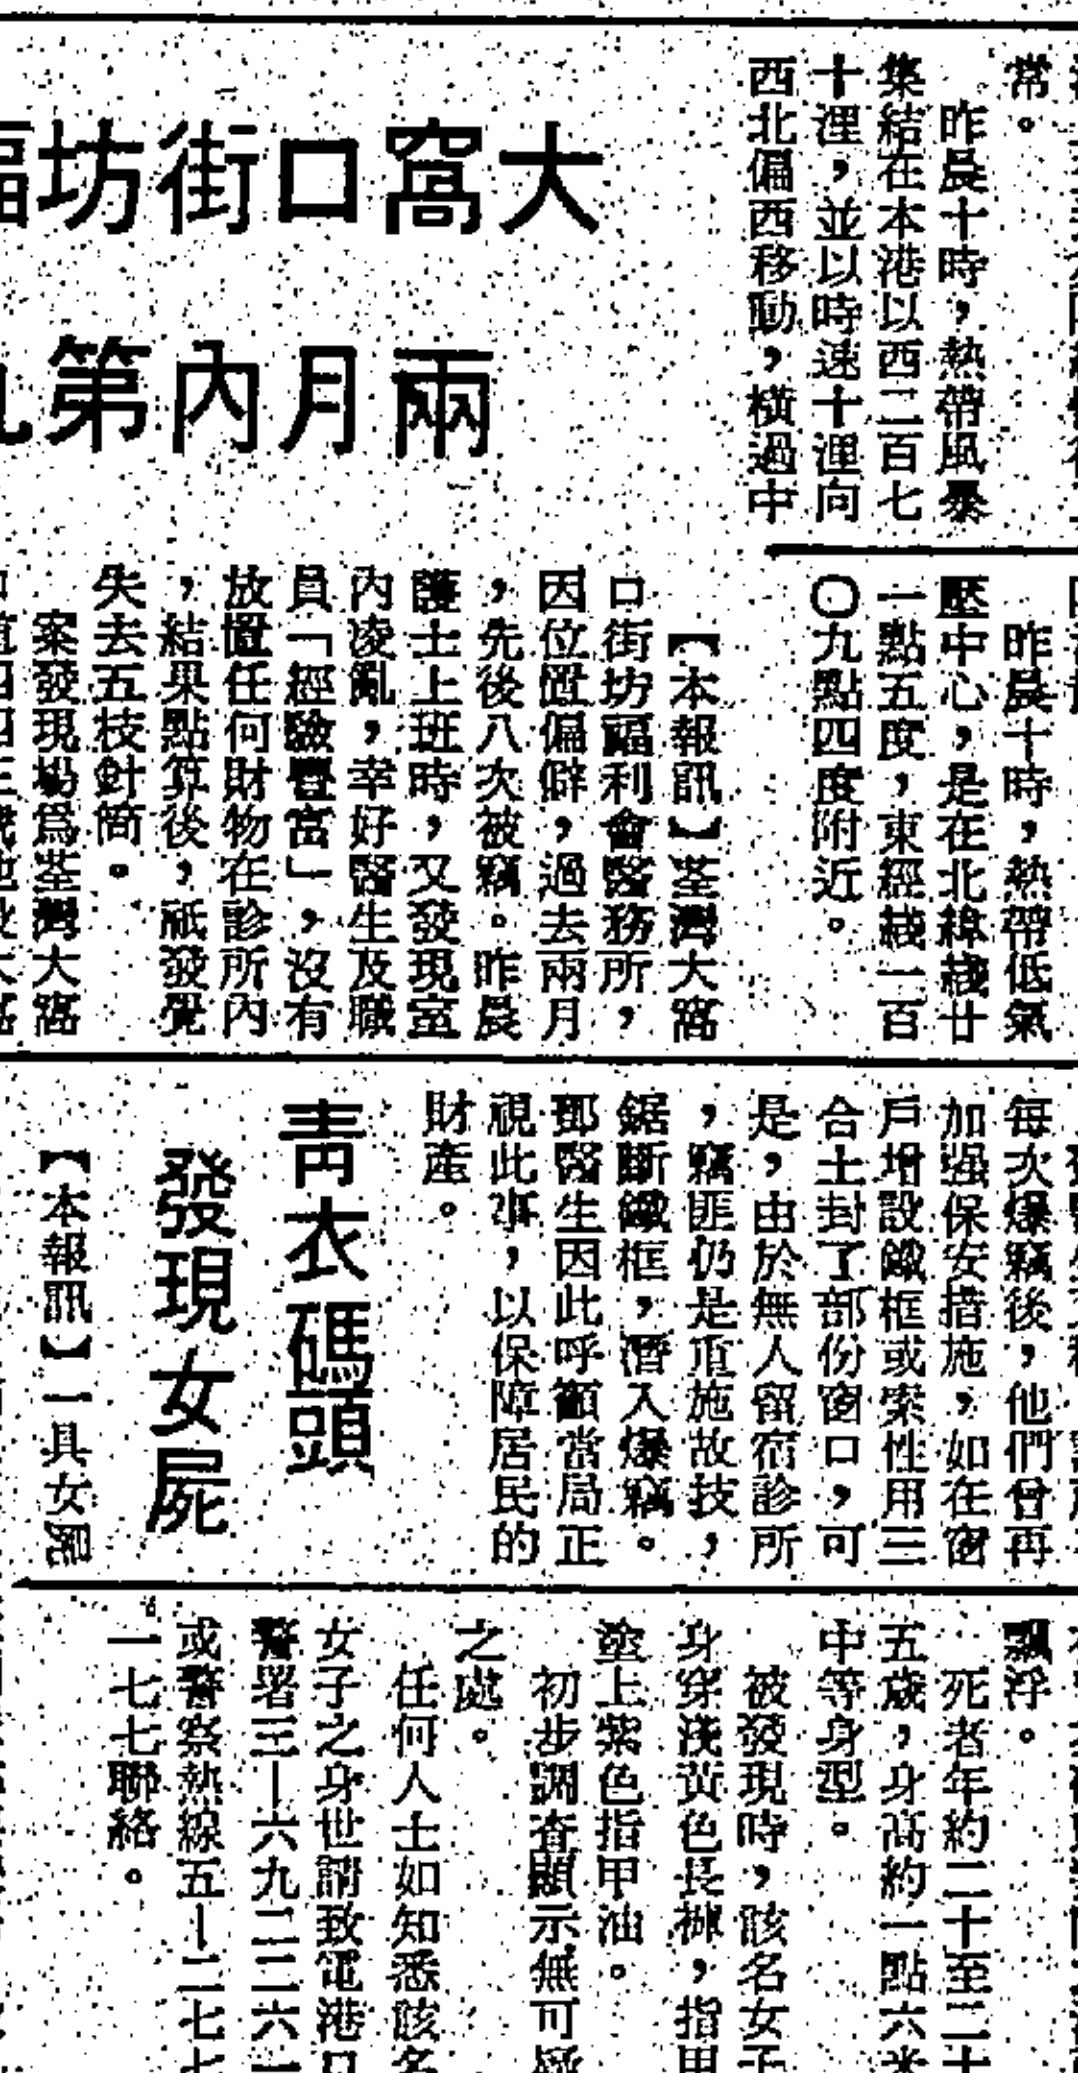 常。
昨晨十時，熱帶風暴
集結在本港以西二百七
十浬，並以時速十浬向
西北偏西移動，橫過中
大窩口街坊福
兩月內第
昨晨十時，熱帶低氣
壓中心，是在北緯綫廿
一點五度，東經綫一百
〇九點四度附近。
【本報訊】荃灣大窩
口街坊福利會醫務所，
因位置偏僻，過去兩月
，先後八次被竊。昨晨
護士上班時，又發現室
內凌亂，幸好醫生及職
員「經驗豐富」，沒有
放置任何財物在診所內
，結果點算後，祇發覺
失去五枝針筒。
案發現場爲荃灣大窩
每次爆竊後，他們曾再
加强保安措施，如在窗
戶增設鐵框或索性用三
合土封了部份窗口，可
是，由於無人留宿診所
，竊匪仍是重施故技，
鋸斷鐵框，潛入爆竊。
鄧醫生因此呼籲當局正
視此事，以保障居民的
財產。
青衣碼頭
發現女屍
【本報訊】一具女屍
飄浮。
死者年約二十至二十
五歲，身高約一點六米
中等身型。
被發現時，該名女子
身穿淺黃色長褲，指甲
塗上紫色指甲油。
初步調查顯示無可疑
之處。
任何人士如知悉該名
女子之身世請致電港口
警署三—六九二二六一
或警察熱線五—二七七
一七七聯絡。